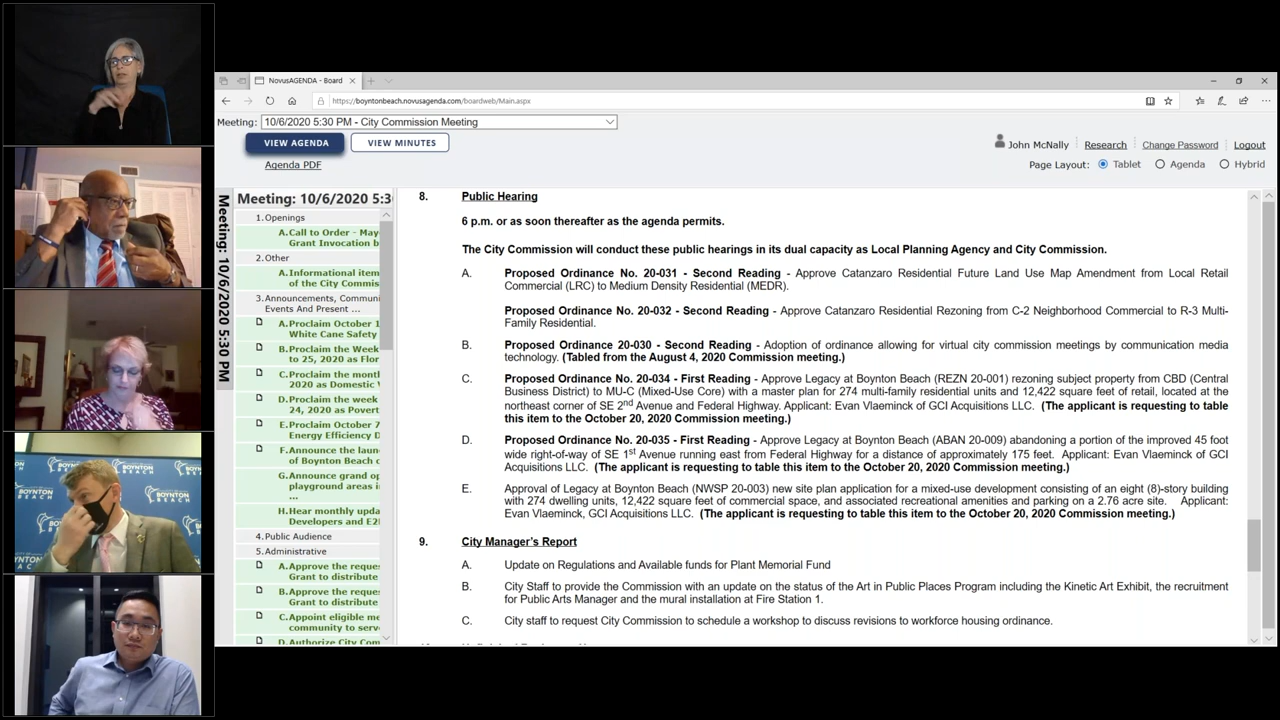 NovusAGENDA - Board
https://boyntonbeach.novusagenda.com/boardweb/Main.aspx
Meeting: 10/6/2020 5:30 PM - City Commission Meeting
VIEW AGENDA VIEW MINUTES
Agenda PDF
John McNally Research Change Password Logout
Page Layout: Tablet Agenda Hybrid
Meeting: 10/6/2020 5:30 PM
Meeting: 10/6/2020 5:3
1.Openings
A.Call to Order - May
Grant Invocation b
2.Other
A.Informational item
of the City Commis
3.Announcements, Commun
Events And Present ...
A.Proclaim October 1
White Cane Safety
B.Proclaim the Week
to 25, 2020 as Flor
C.Proclaim the month
2020 as Domestic V
D.Proclaim the week
24, 2020 as Povert
E.Proclaim October 7
Energy Efficiency D
F.Announce the laun
of Boynton Beach c
G.Announce grand op
playground areas i
...
H.Hear monthly upda
Developers and E2
4.Public Audience
5.Administrative
A.Approve the reques
Grant to distribute
B.Approve the reques
Grant to distribute
C.Appoint eligible me
community to serv
D.Authorize City Com
8. Public Hearing
6 p.m. or as soon thereafter as the agenda permits.
The City Commission will conduct these public hearings in its dual capacity as Local Planning Agency and City Commission.
A. Proposed Ordinance No. 20-031 - Second Reading - Approve Catanzaro Residential Future Land Use Map Amendment from Local Retail
Commercial (LRC) to Medium Density Residential (MEDR).
Proposed Ordinance No. 20-032 - Second Reading - Approve Catanzaro Residential Rezoning from C-2 Neighborhood Commercial to R-3 Multi-
Family Residential.
B. Proposed Ordinance 20-030 - Second Reading - Adoption of ordinance allowing for virtual city commission meetings by communication media
technology. (Tabled from the August 4, 2020 Commission meeting.)
C. Proposed Ordinance No. 20-034 - First Reading - Approve Legacy at Boynton Beach (REZN 20-001) rezoning subject property from CBD (Central
Business District) to MU-C (Mixed-Use Core) with a master plan for 274 multi-family residential units and 12,422 square feet of retail, located at the
northeast corner of SE 2nd Avenue and Federal Highway. Applicant: Evan Vlaeminck of GCI Acquisitions LLC. (The applicant is requesting to table
this item to the October 20, 2020 Commission meeting.)
D. Proposed Ordinance No. 20-035 - First Reading - Approve Legacy at Boynton Beach (ABAN 20-009) abandoning a portion of the improved 45 foot
wide right-of-way of SE 1st Avenue running east from Federal Highway for a distance of approximately 175 feet. Applicant: Evan Vlaeminck of GCI
Acquisitions LLC. (The applicant is requesting to table this item to the October 20, 2020 Commission meeting.)
E. Approval of Legacy at Boynton Beach (NWSP 20-003) new site plan application for a mixed-use development consisting of an eight (8)-story building
with 274 dwelling units, 12,422 square feet of commercial space, and associated recreational amenities and parking on a 2.76 acre site. Applicant:
Evan Vlaeminck, GCI Acquisitions LLC. (The applicant is requesting to table this item to the October 20, 2020 Commission meeting.)
9. City Manager's Report
A. Update on Regulations and Available funds for Plant Memorial Fund
B. City Staff to provide the Commission with an update on the status of the Art in Public Places Program including the Kinetic Art Exhibit, the recruitment
for Public Arts Manager and the mural installation at Fire Station 1.
C. City staff to request City Commission to schedule a workshop to discuss revisions to workforce housing ordinance.
BOYNTON
BEACH